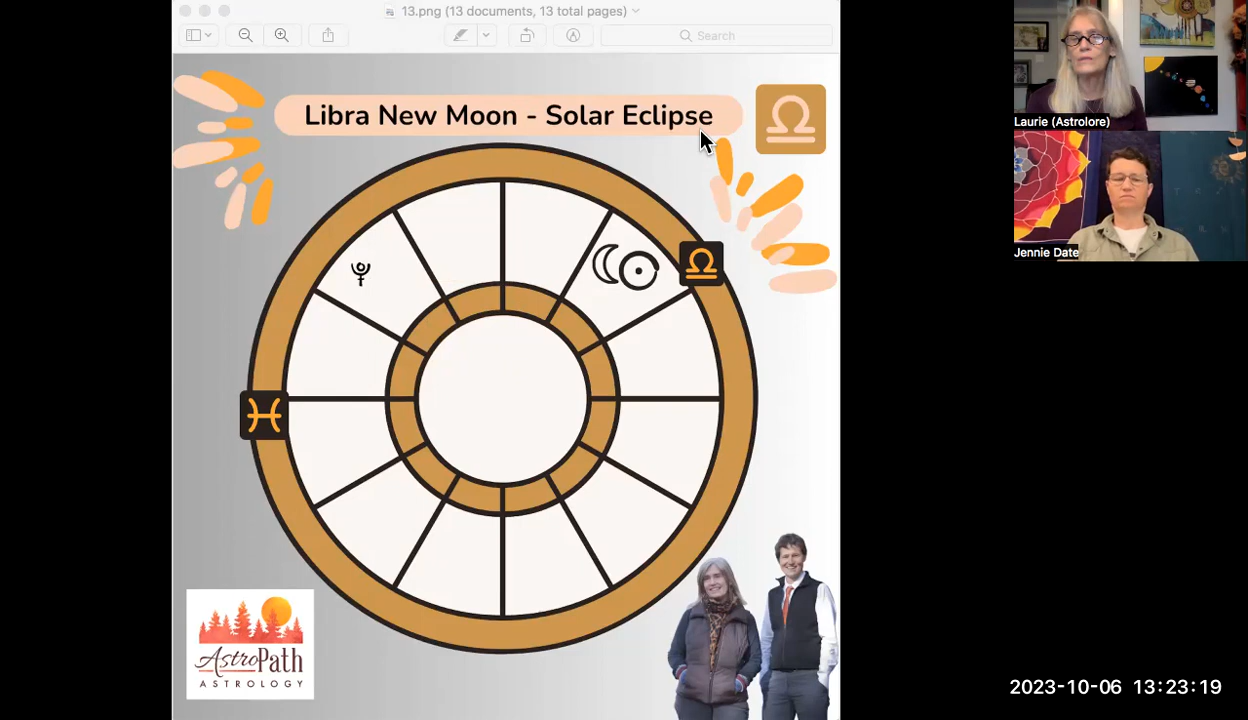 13.png (13 documents, 13 total pages)
Search
Libra New Moon - Solar Eclipse
AstroPath
ASTROLOGY
Laurie (Astrolore)
Jennie Date
2023-10-06 13:23:19